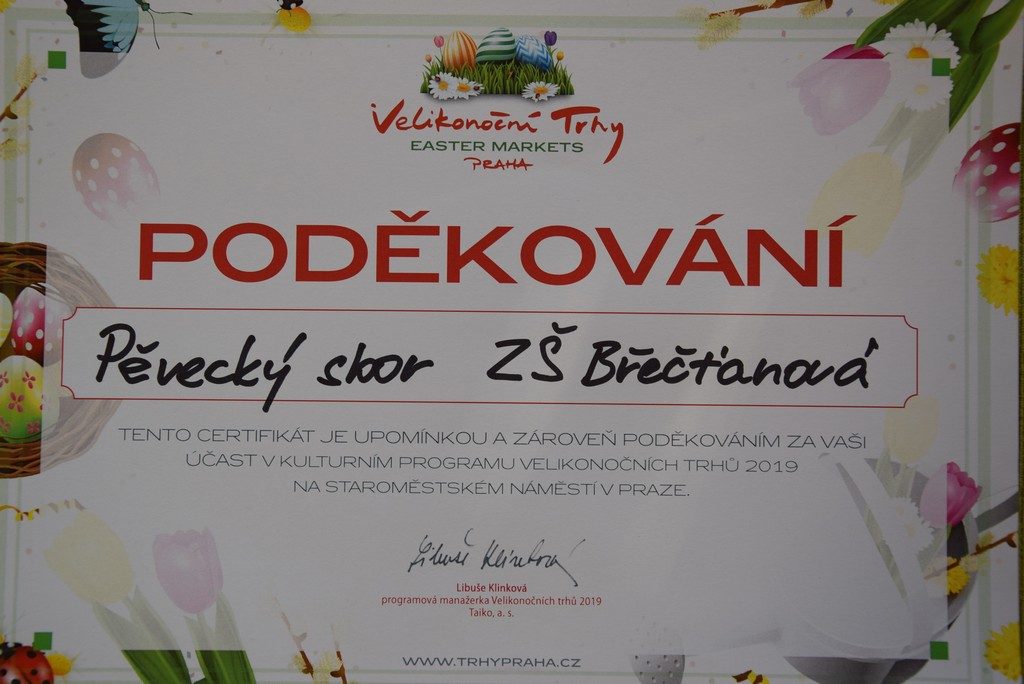 Velikonoční Trhy
EASTER MARKETS
PRAHA
PODĚKOVÁNÍ
Pěvecký sbor ZŠ Břečťanová
TENTO CERTIFIKÁT JE UPOMÍNKOU A ZÁROVEŇ PODĚKOVÁNÍM ZA VAŠI
ÚČAST V KULTURNÍM PROGRAMU VELIKONOČNÍCH TRHŮ 2019
NA STAROMĚSTSKÉM NÁMĚSTÍ V PRAZE.
Libuše Klinková
Libuše Klinková
programová manažerka Velikonočních trhů 2019
Taiko, a. s.
WWW.TRHYPRAHA.CZ